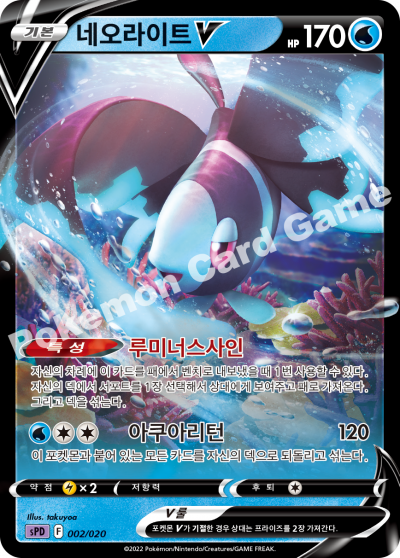 기본 네오라이트 V HP 170
Pokémon Card Game
특성 루미너스사인
자신의 차례에 이 카드를 패에서 벤치로 내보냈을 때 1번 사용할 수 있다.
자신의 덱에서 서포트를 1장 선택해서 상대에게 보여주고 패로 가져온다.
그리고 덱을 섞는다.
아쿠아리턴 120
이 포켓몬과 붙어 있는 모든 카드를 자신의 덱으로 되돌리고 섞는다.
약점 ×2 저항력 후퇴
Illus. takuyoa
V 룰
sPD F 002/020
포켓몬 V가 기절한 경우 상대는 프라이즈를 2장 가져간다.
©2022 Pokémon/Nintendo/Creatures/GAME FREAK.